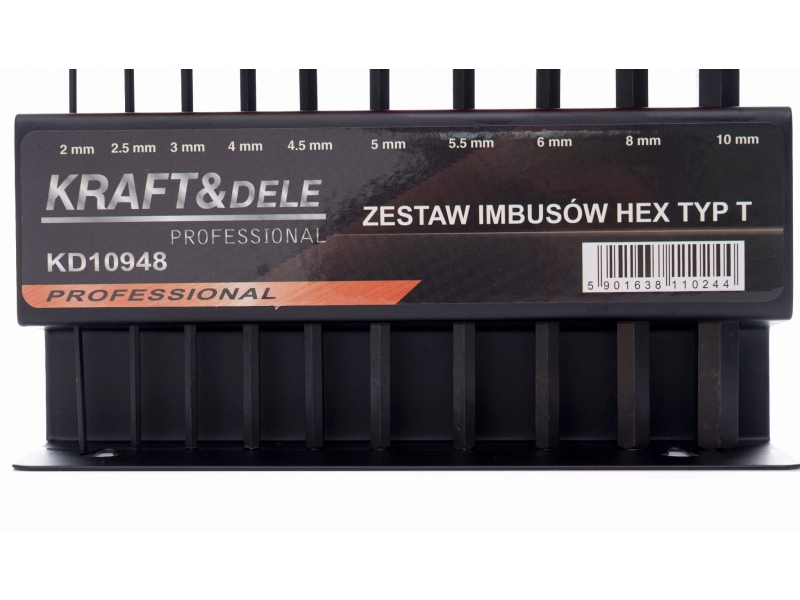 2 mm 2.5 mm 3 mm 4 mm 4.5 mm 5 mm 5.5 mm 6 mm 8 mm 10 mm
KRAFT&DELE
PROFESSIONAL
ZESTAW IMBUSÓW HEX TYP T
KD10948
PROFESSIONAL
5 901638 110244